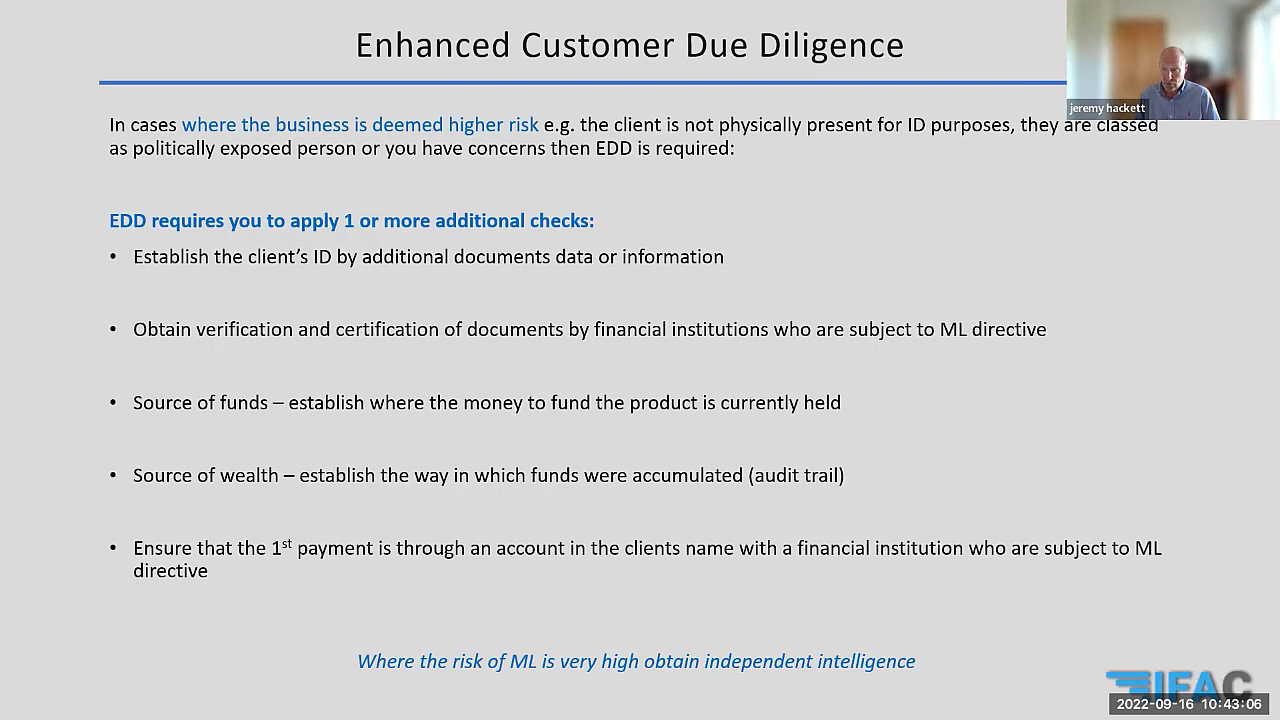 Enhanced Customer Due Diligence
jeremy hackett
In cases where the business is deemed higher risk e.g. the client is not physically present for ID purposes, they are classed
as politically exposed person or you have concerns then EDD is required:
EDD requires you to apply 1 or more additional checks:
• Establish the client’s ID by additional documents data or information
• Obtain verification and certification of documents by financial institutions who are subject to ML directive
• Source of funds – establish where the money to fund the product is currently held
• Source of wealth – establish the way in which funds were accumulated (audit trail)
• Ensure that the 1st payment is through an account in the clients name with a financial institution who are subject to ML
directive
Where the risk of ML is very high obtain independent intelligence
IFAC
2022-09-16 10:43:06